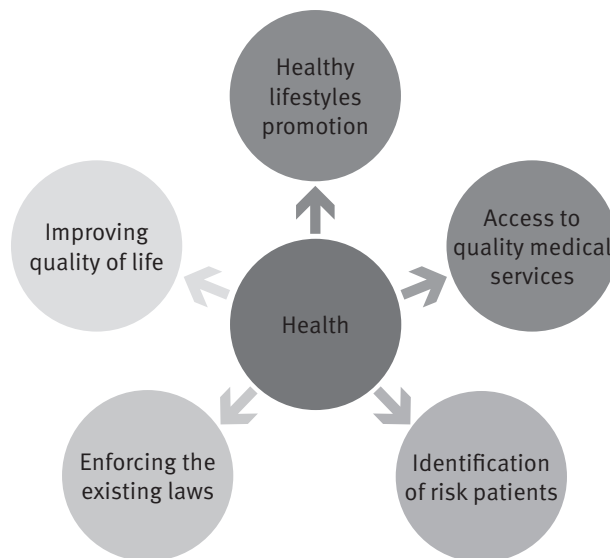 Healthy
lifestyles
promotion
Access to
quality medical
services
Improving
quality of life
Health
Identification
of risk patients
Enforcing the
existing laws